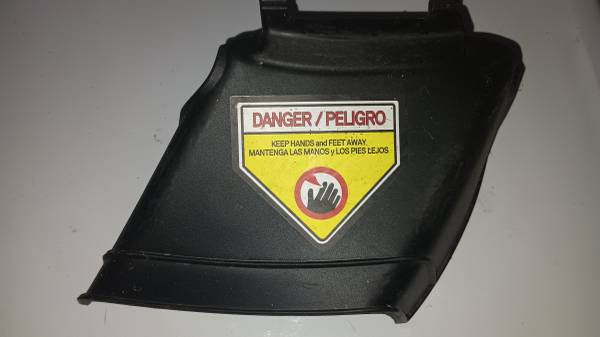 DANGER / PELIGRO
KEEP HANDS and FEET AWAY.
MANTENGA LAS MANOS y LOS PIES LEJOS